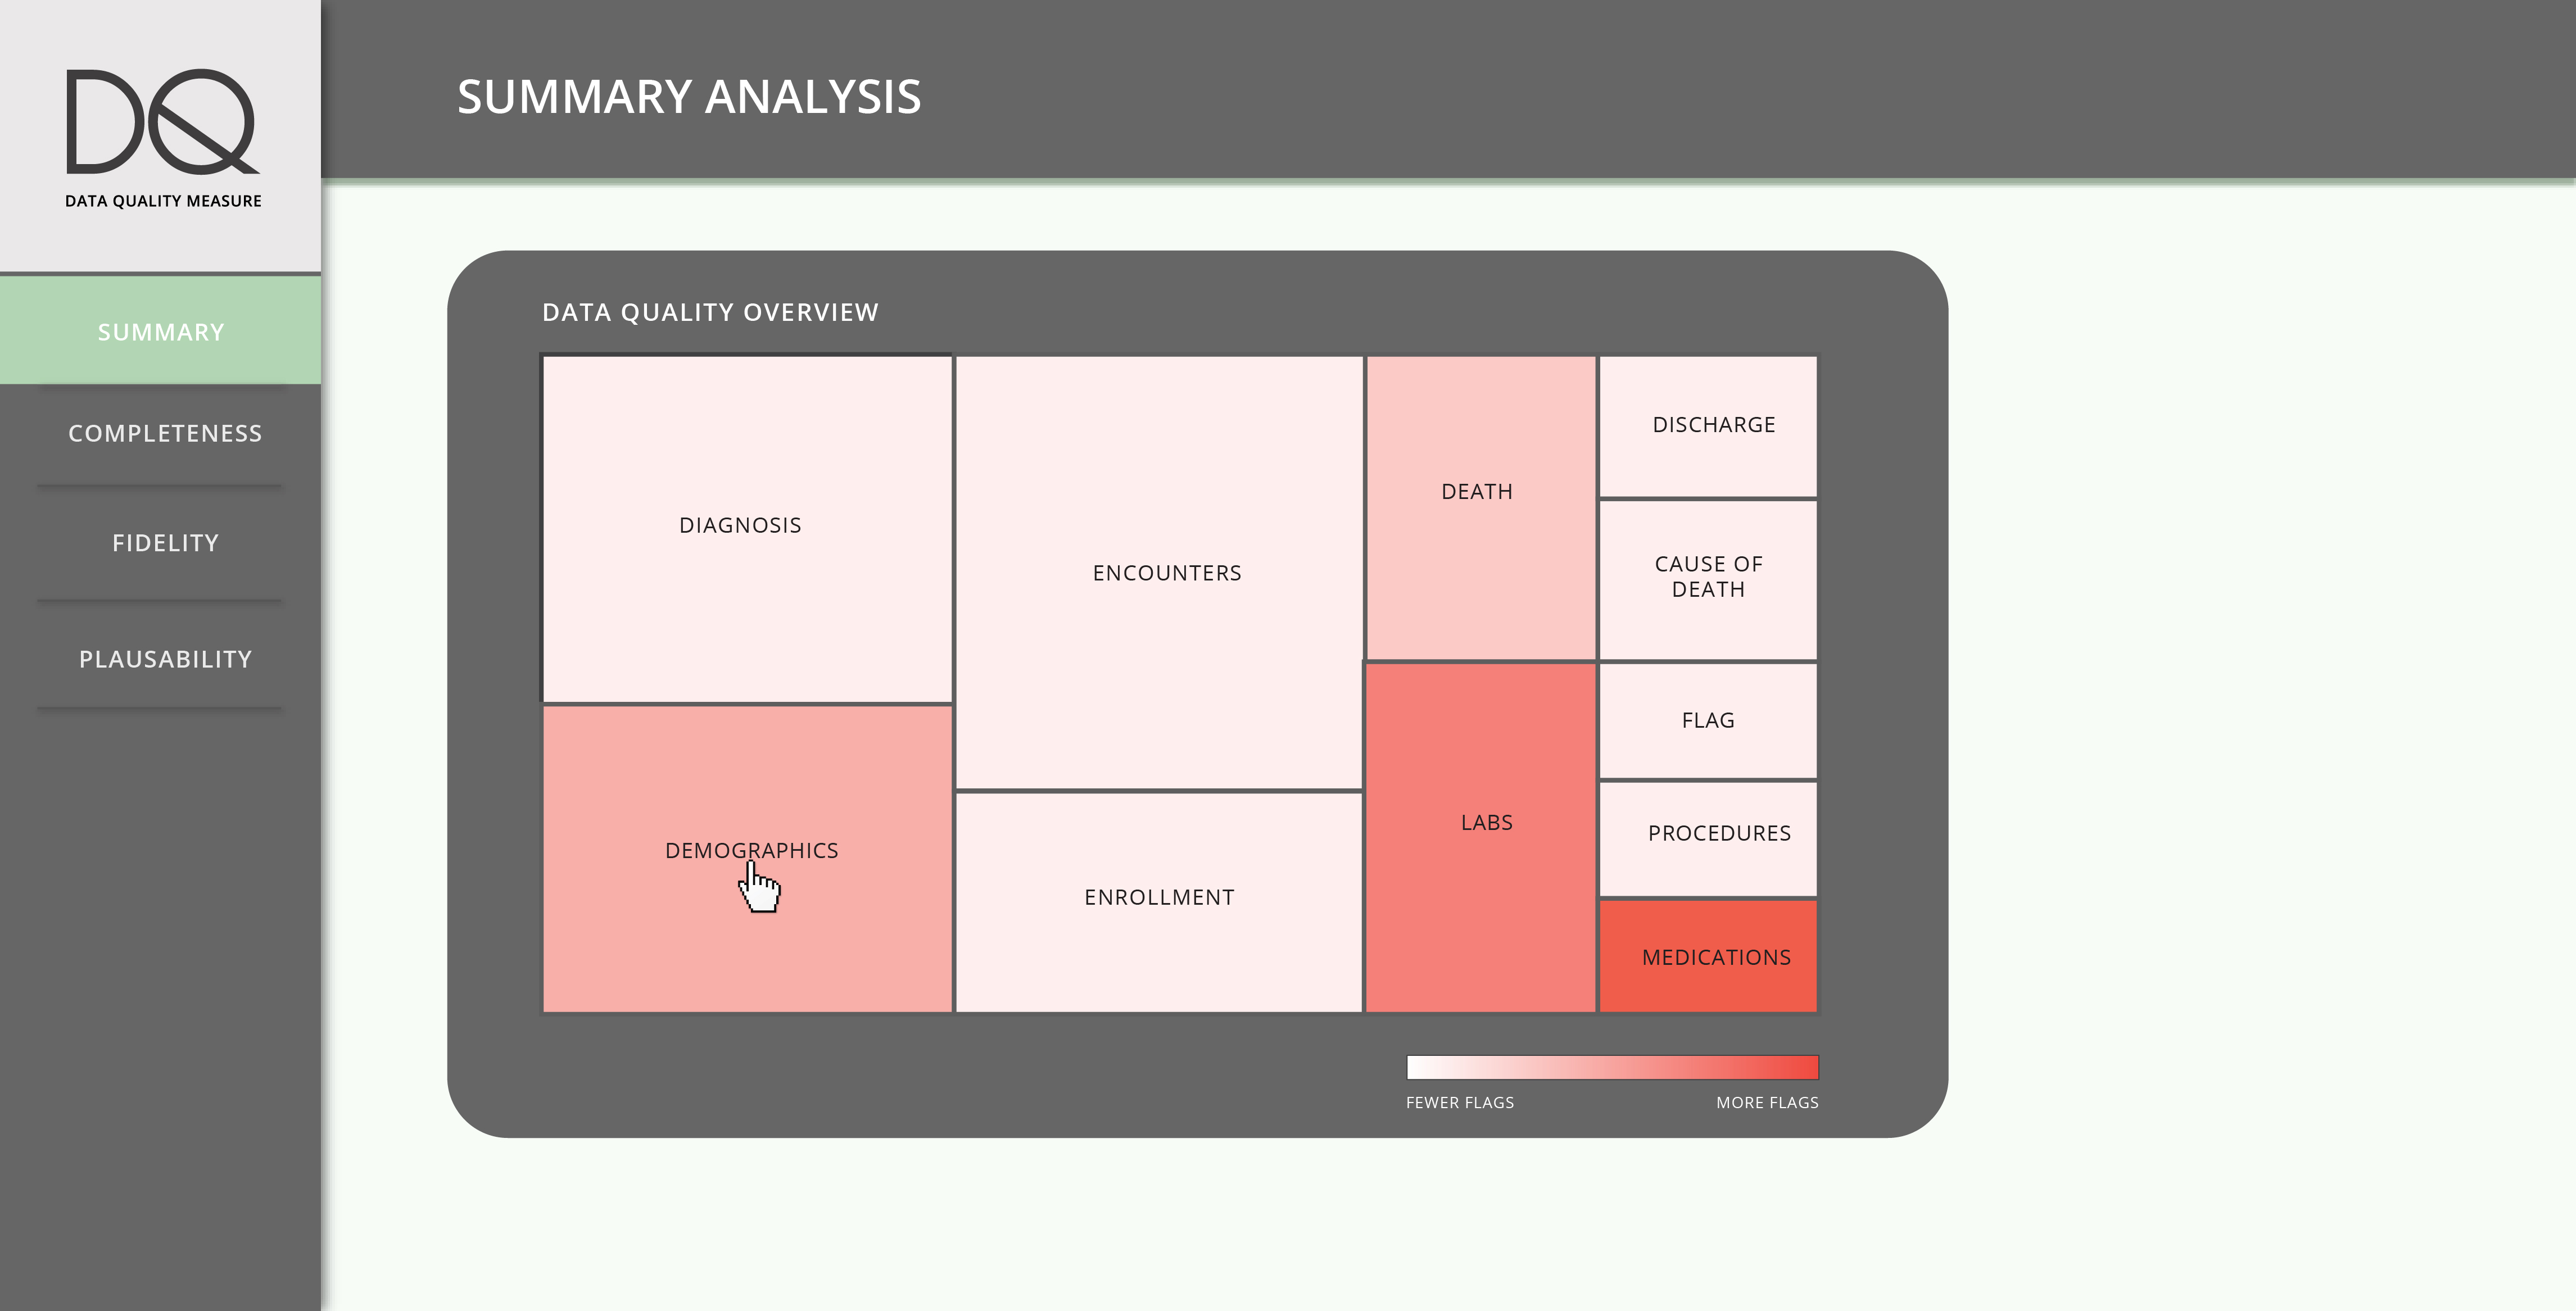 DQ
DATA QUALITY MEASURE
SUMMARY
COMPLETENESS
FIDELITY
PLAUSABILITY
SUMMARY ANALYSIS
DATA QUALITY OVERVIEW
DIAGNOSIS
DEMOGRAPHICS
ENCOUNTERS
ENROLLMENT
DEATH
LABS
DISCHARGE
CAUSE OF
DEATH
FLAG
PROCEDURES
MEDICATIONS
FEWER FLAGS
MORE FLAGS